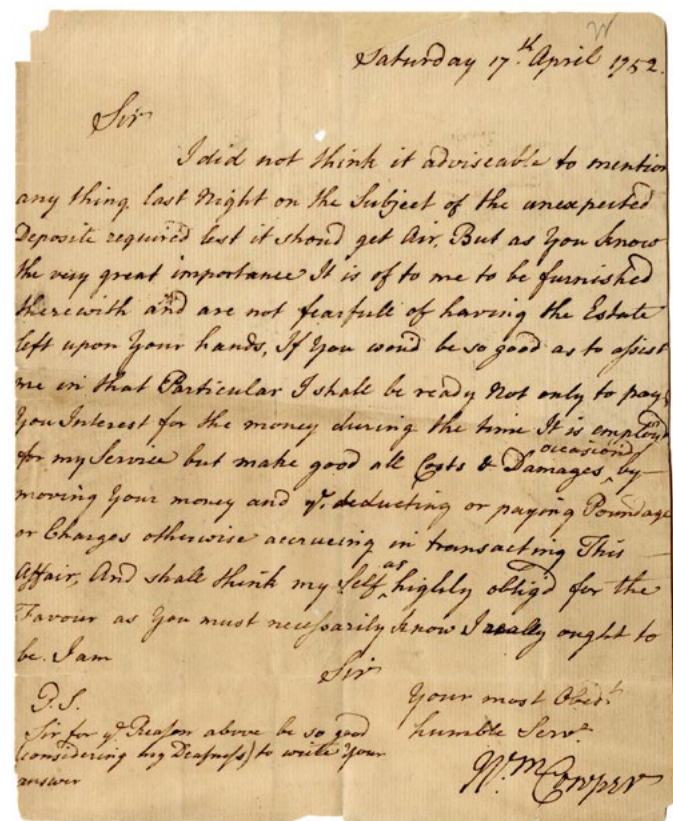 W
Saturday 17th. April 1752.
Sir
I did not think it adviseable to mention
any thing last Night on the Subject of the unexpected
Deposite required lest it should get Air, But as You know
the very great importance It is of to me to be furnished
therewith and are not fearfull of having the Estate
left upon Your hands, If You wou'd be so good as to assist
me in that Particular I shall be ready Not only to pay
You Interest for the money during the time It is employ'd
occasion'd
for my Service but make good all Costs & Damages ‸ by
moving Your money and ye. deducting or paying Poundage
or Charges otherwise accrueing in transacting This
as
Affair, And shall think my Self ‸ highly oblig'd for the
Favour as You must necessarily know I really ought to
be. I am
Sir
Your most Obedt.
humble Servt.
Wm. Cowper
P.S.
Sir for ye. Reason above be so good
(considering my Deafness) to write Your
answer